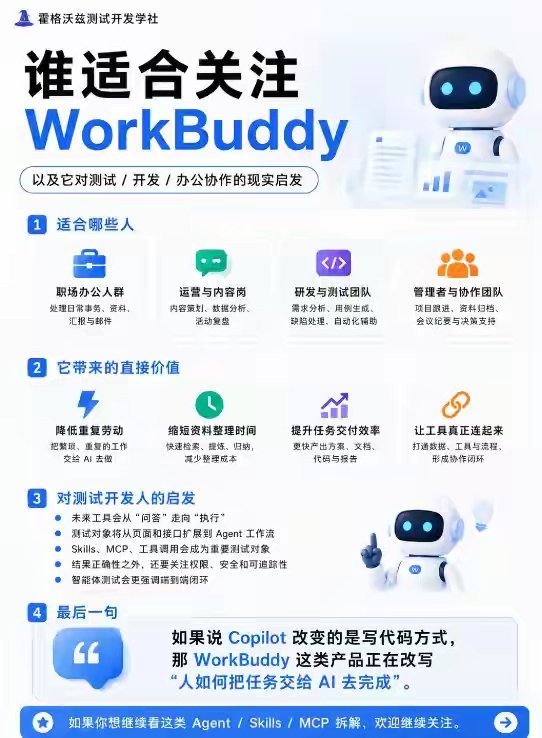 霍格沃兹测试开发学社
谁适合关注
WorkBuddy
以及它对测试 / 开发 / 办公协作的现实启发
1 适合哪些人
职场办公人群
处理日常事务、资料、
汇报与邮件
运营与内容岗
内容策划、数据分析、
活动复盘
研发与测试团队
需求分析、用例生成、
缺陷处理、自动化辅助
管理者与协作团队
项目跟进、资料归档、
会议纪要与决策支持
2 它带来的直接价值
降低重复劳动
把繁琐、重复的工作
交给 AI 去做
缩短资料整理时间
快速检索、提炼、归纳,
减少整理成本
提升任务交付效率
更快产出方案、文档、
代码与报告
让工具真正连起来
打通数据、工具与流程,
形成协作闭环
3 对测试开发人的启发
未来工具会从“问答”走向“执行”
测试对象将从页面和接口扩展到 Agent 工作流
Skills、MCP、工具调用会成为重要测试对象
结果正确性之外，还要关注权限、安全和可追踪性
智能体测试会更强调端到端闭环
4 最后一句
如果说 Copilot 改变的是写代码方式，
那 WorkBuddy 这类产品正在改写
“人如何把任务交给 AI 去完成”。
如果你想继续看这类 Agent / Skills / MCP 拆解、欢迎继续关注。
W
W